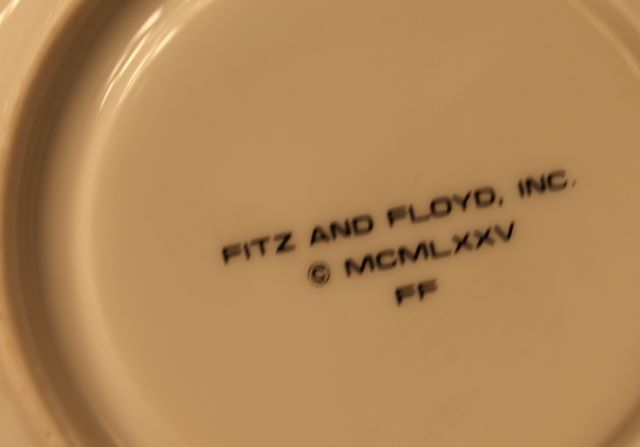 FITZ AND FLOYD, INC.
© MCMLXXV
FF